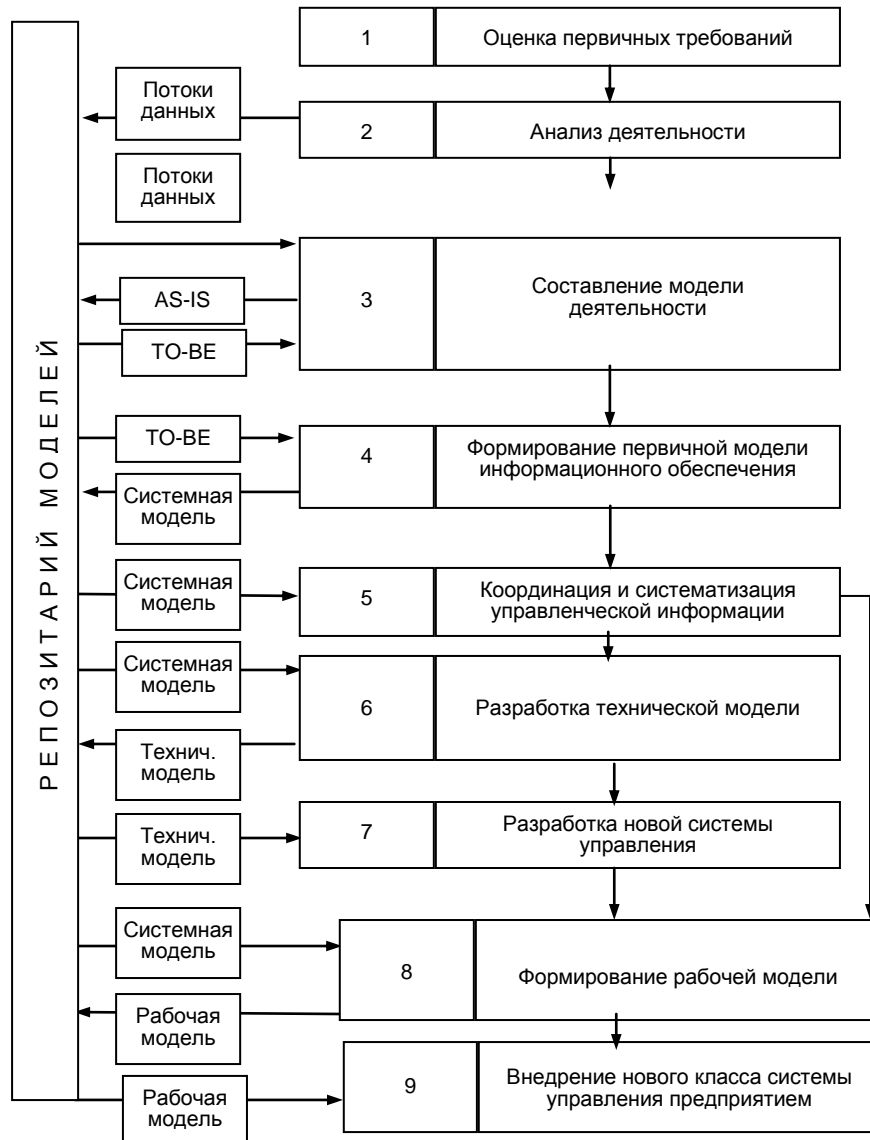 РЕПОЗИТАРИЙ МОДЕЛЕЙ
1
Оценка первичных требований
Потоки
данных
2
Анализ деятельности
Потоки
данных
3
Составление модели
деятельности
AS-IS
TO-BE
TO-BE
4
Формирование первичной модели
информационного обеспечения
Системная
модель
Системная
модель
5
Координация и систематизация
управленческой информации
Системная
модель
6
Разработка технической модели
Технич.
модель
Технич.
модель
7
Разработка новой системы
управления
Системная
модель
8
Формирование рабочей модели
Рабочая
модель
Рабочая
модель
9
Внедрение нового класса системы
управления предприятием